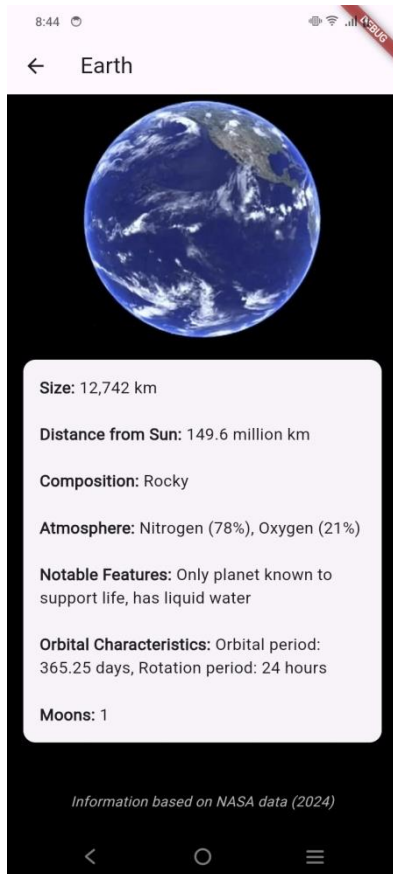 8:44
DEBUG
Earth
Size: 12,742 km
Distance from Sun: 149.6 million km
Composition: Rocky
Atmosphere: Nitrogen (78%), Oxygen (21%)
Notable Features: Only planet known to
support life, has liquid water
Orbital Characteristics: Orbital period:
365.25 days, Rotation period: 24 hours
Moons: 1
Information based on NASA data (2024)